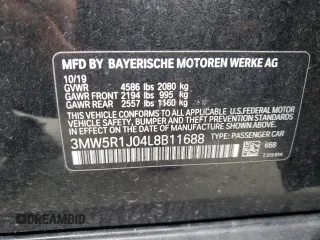 MFD BY BAYERISCHE MOTOREN WERKE AG
10/19
GVWR 4586 lbs 2080 kg
GAWR FRONT 2194 lbs 995 kg
GAWR REAR 2557 lbs 1160 kg
THIS VEHICLE CONFORMS TO ALL APPLICABLE
FEDERAL MOTOR VEHICLE SAFETY, BUMPER
AND THEFT PREVENTION STANDARDS
IN EFFECT ON THE DATE OF
MANUFACTURE SHOWN ABOVE
3MW5R1J04L8B11688 TYPE: PASSENGER CAR
668
DREAMBID